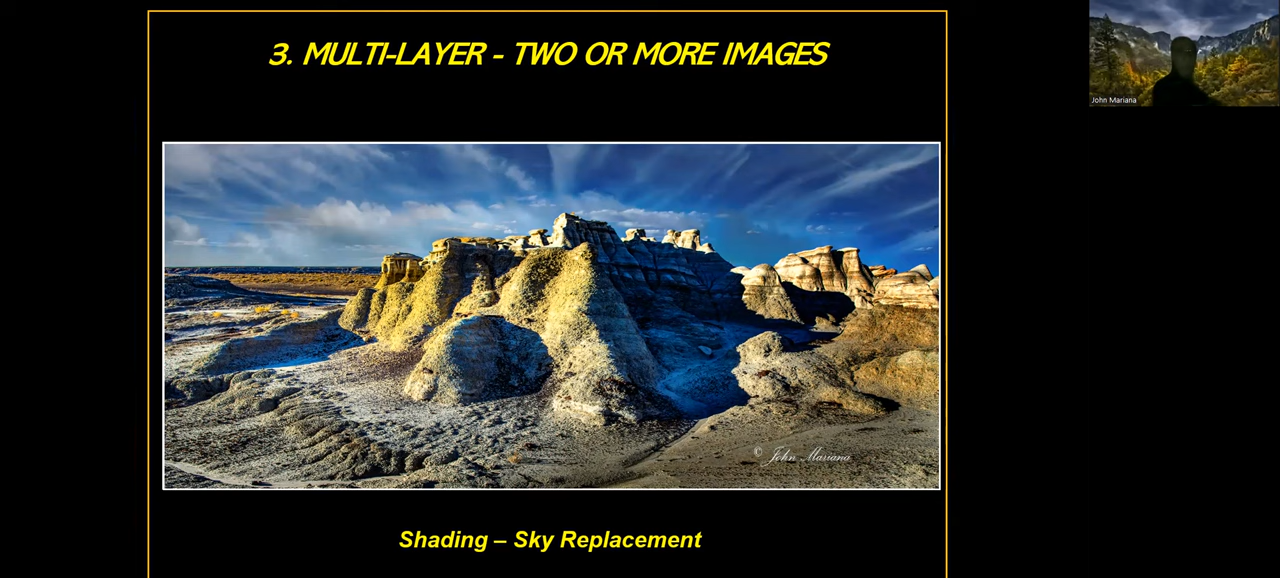 3. MULTI-LAYER - TWO OR MORE IMAGES
John Mariana
© John Mariana
Shading – Sky Replacement